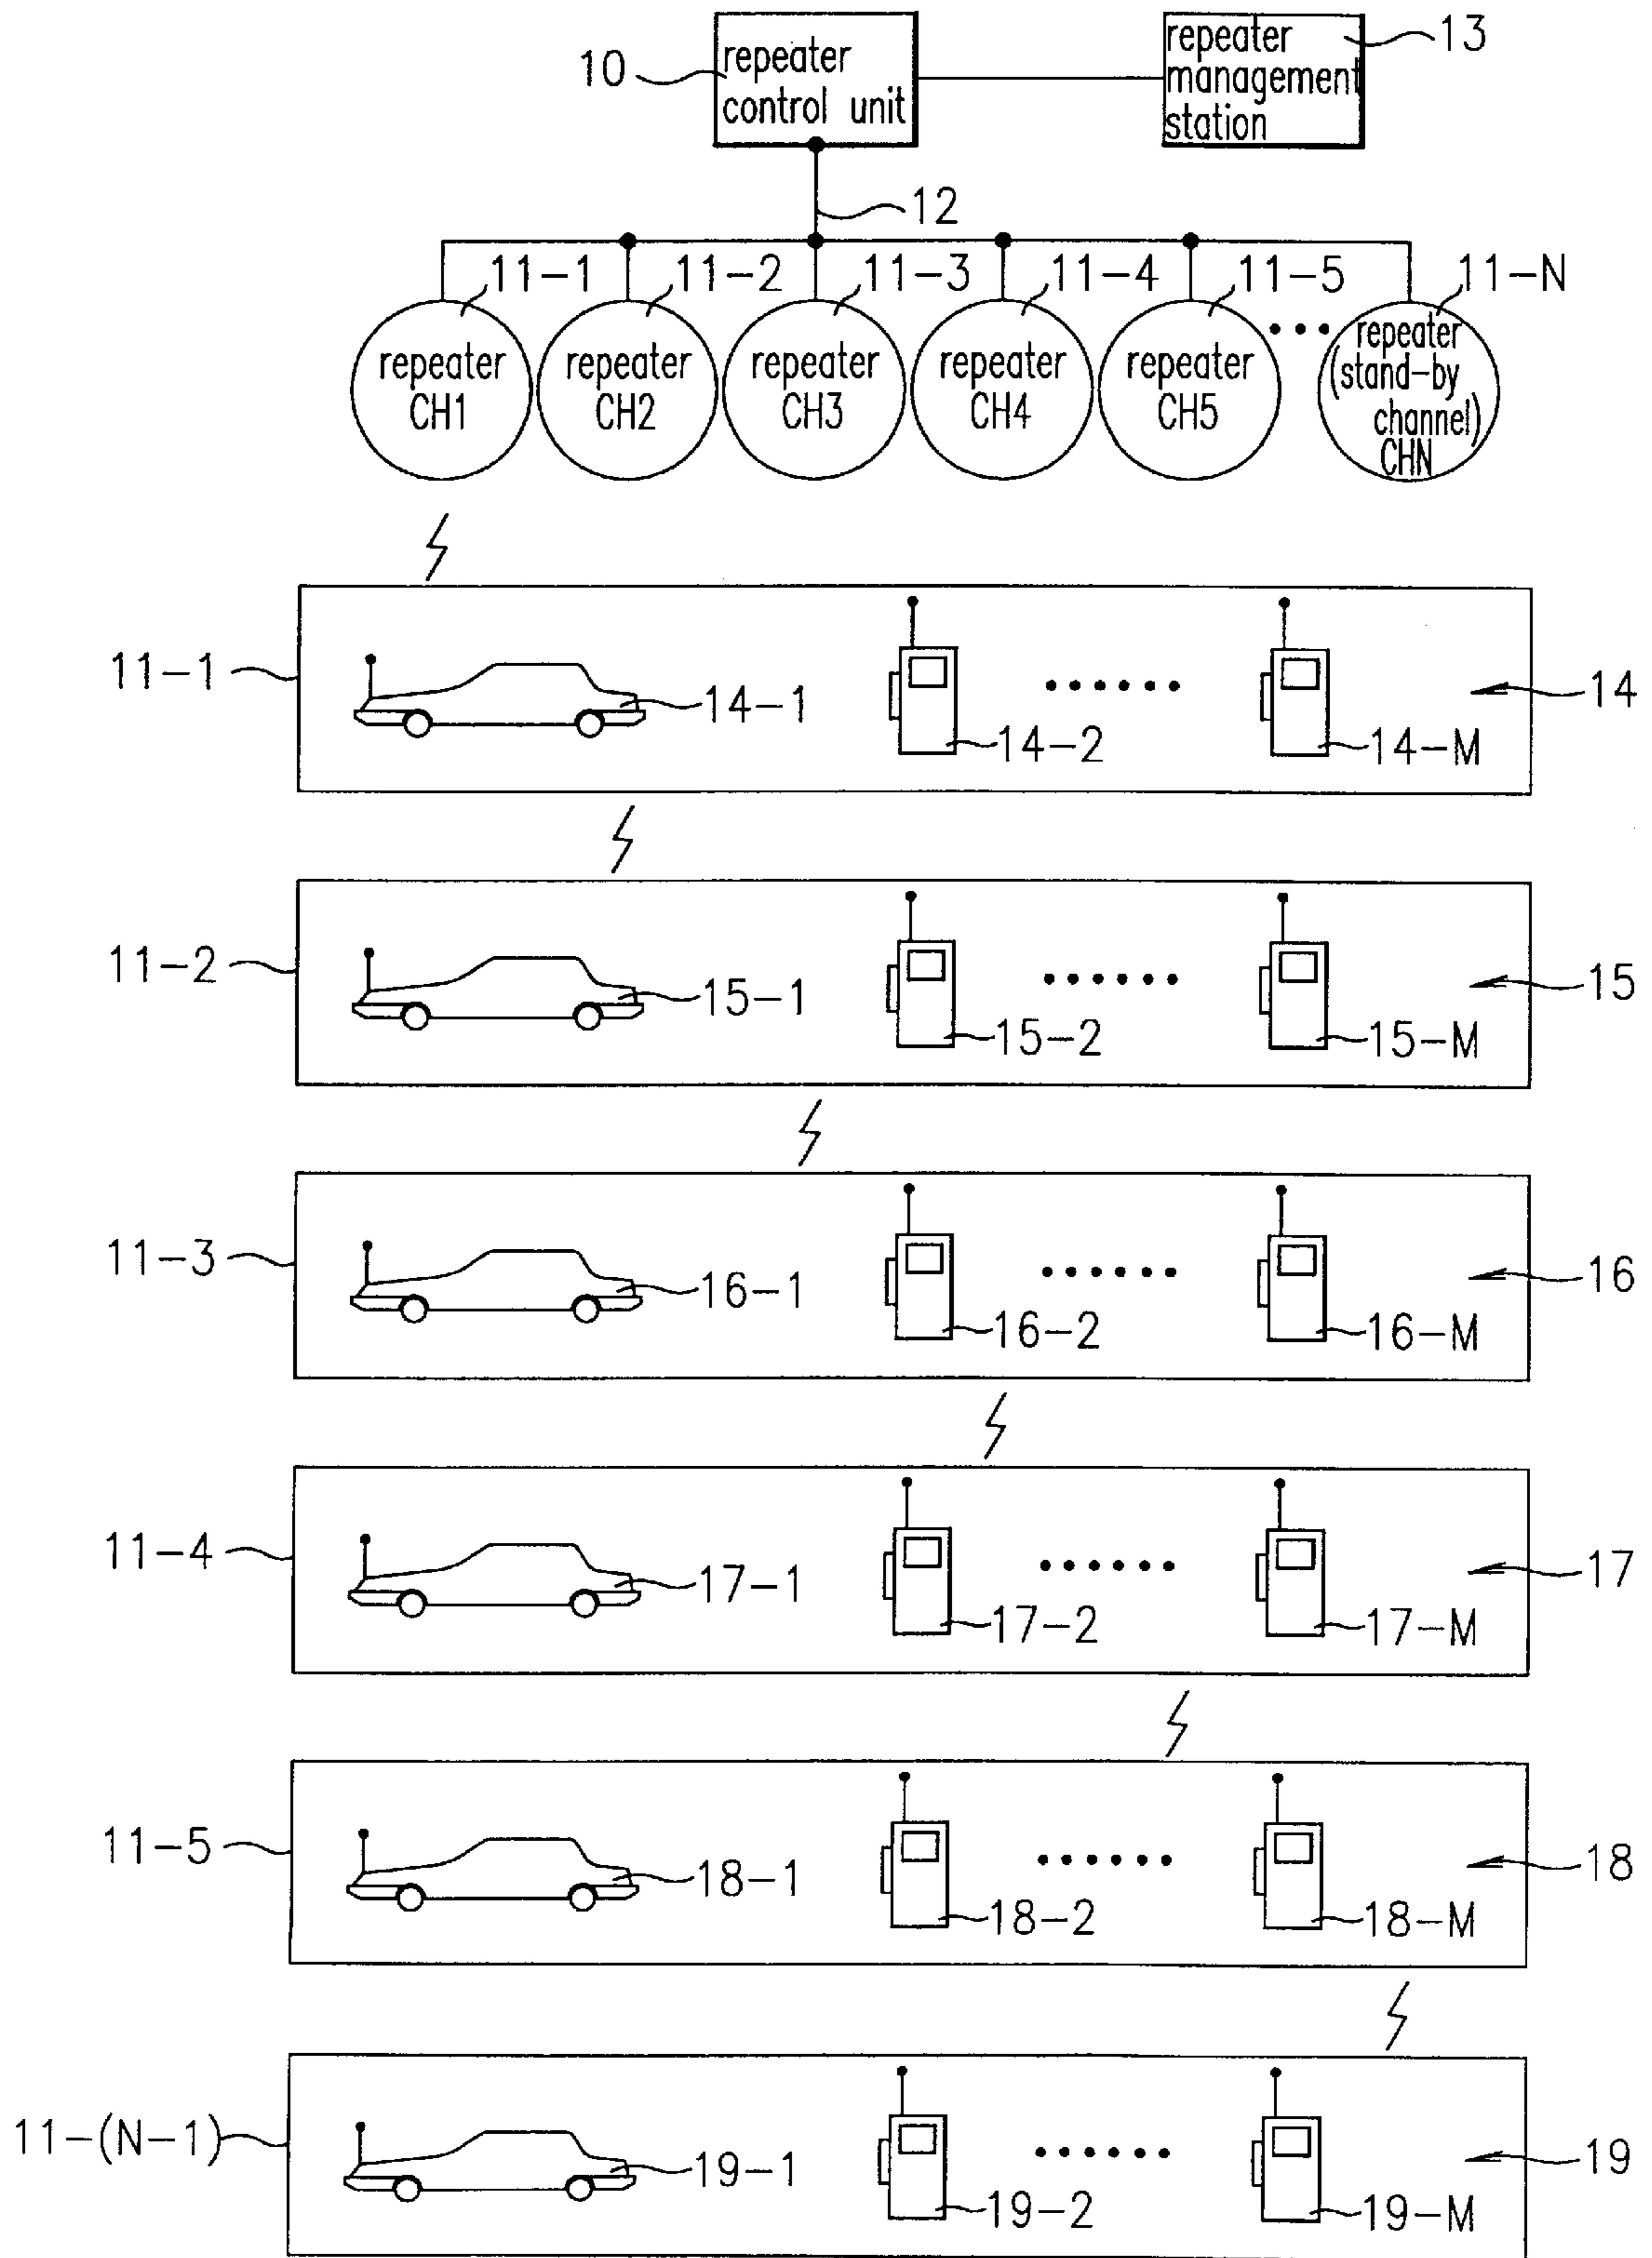 10
repeater
control unit
repeater
management
station
13
12
11-1
11-2
11-3
11-4
11-5
11-N
repeater
CH1
repeater
CH2
repeater
CH3
repeater
CH4
repeater
CH5
repeater
(stand-by
channel)
CHN
11-1
14-1
14-2
14-M
14
11-2
15-1
15-2
15-M
15
11-3
16-1
16-2
16-M
16
11-4
17-1
17-2
17-M
17
11-5
18-1
18-2
18-M
18
11-(N-1)
19-1
19-2
19-M
19